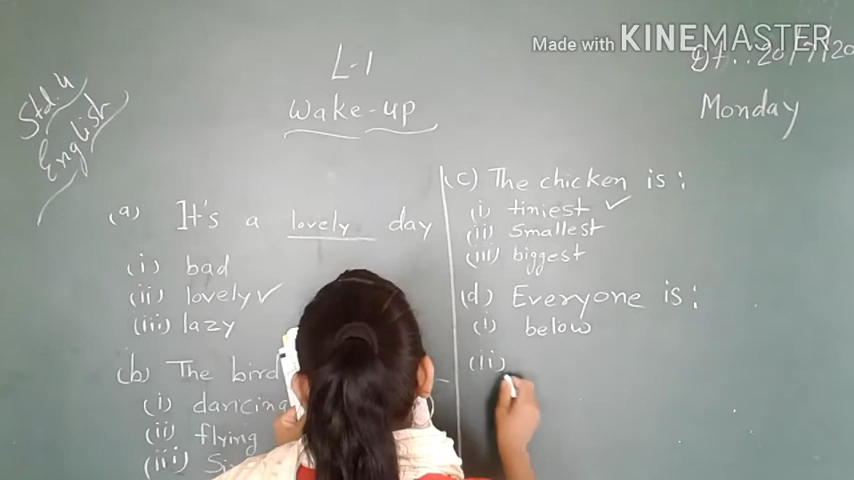 Made with KINEMASTER
Std. 4
English
L-1
Wake-up
Monday
(a) It's a lovely day
(i) bad
(ii) lovely ✓
(iii) lazy
(b) The bird
(i)
(ii) flying
(iii)
(c) The chicken is :
(i) tiniest ✓
(ii) smallest
(iii) biggest
(d) Everyone is :
(i) below
(ii)